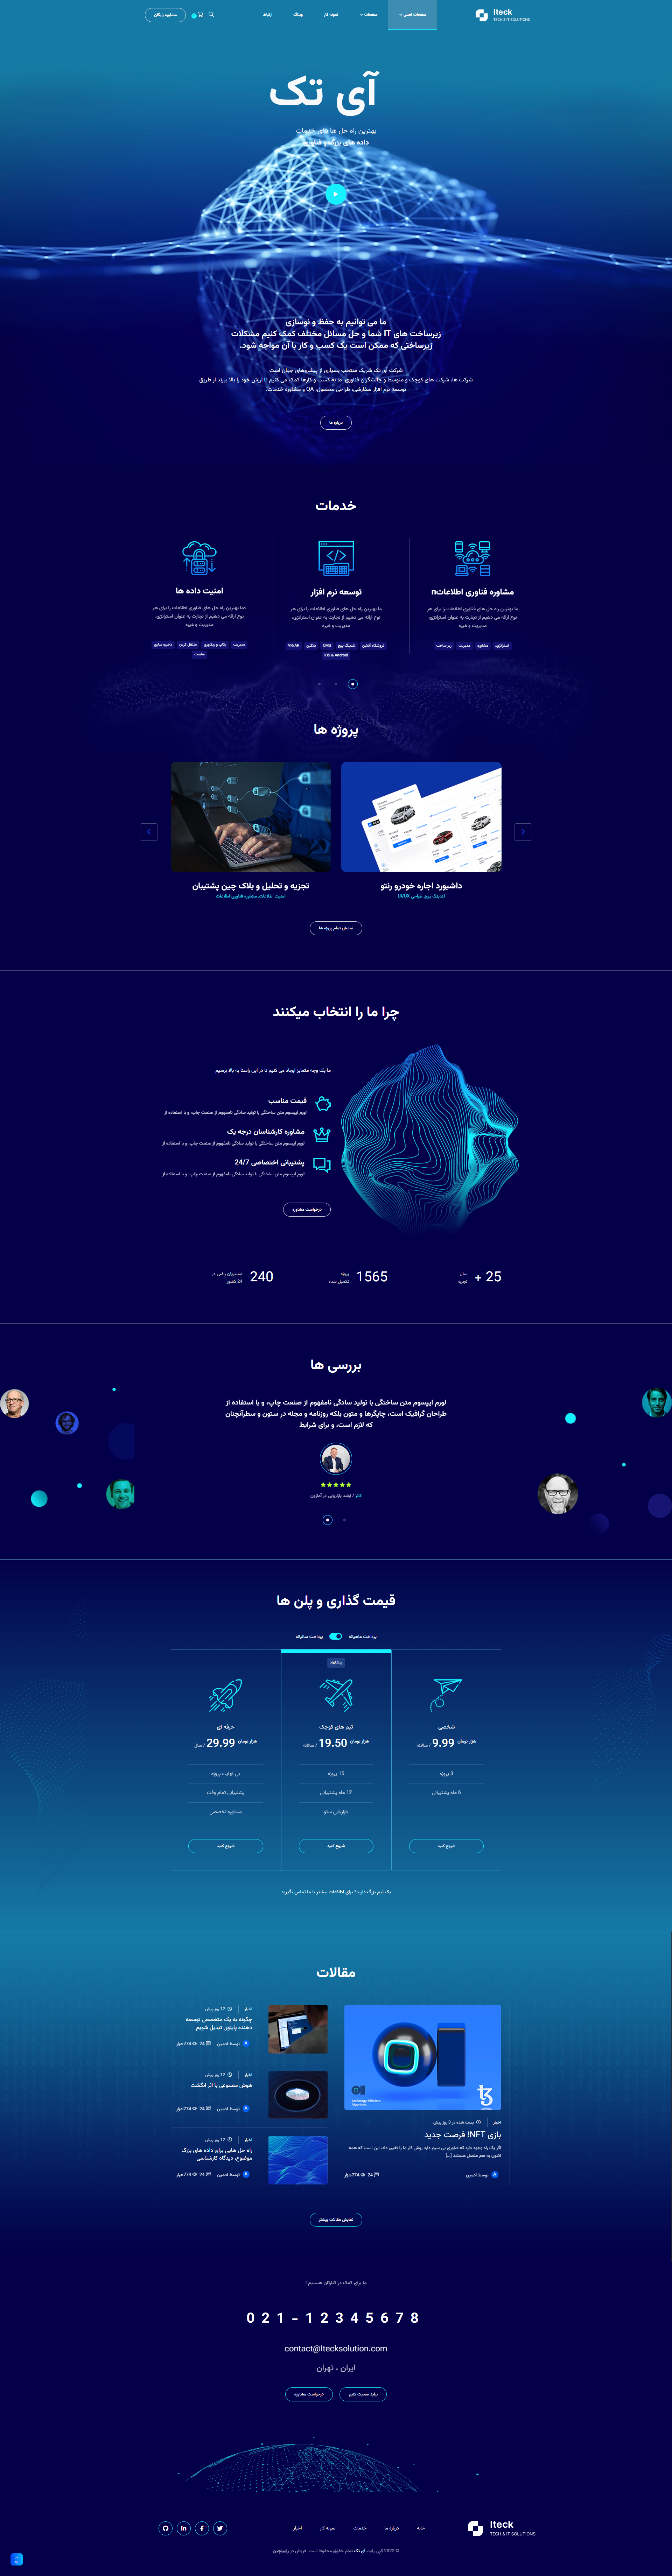 Iteck
TECH & IT SOLUTIONS
صفحات اصلی
صفحات
نمونه کار
وبلاگ
ارتباط
مشاوره رایگان
آی تک
بهترین راه حل ها برای خدمات
داده های بزرگ و فناوری
ما می توانیم به حفظ و نوسازی
زیرساخت های IT شما و حل مسائل مختلف کمک کنیم مشکلات
زیرساختی که ممکن است یک کسب و کار با آن مواجه شود.
شرکت آی تک شریک منتخب بسیاری از پیشروهای جهان است
شرکت ها، شرکت های کوچک و متوسط و چالشگران فناوری. ما به کسب و کارها کمک می کنیم تا ارزش خود را بالا ببرند از طریق
توسعه نرم افزار سفارشی، طراحی محصول، QA و مشاوره خدمات.
درباره ما
خدمات
مشاوره فناوری اطلاعاتn
ما بهترین راه حل های فناوری اطلاعات را برای هر
نوع ارائه می دهیم از تجارت به عنوان استراتژی،
مدیریت و غیره
استراتژی
مشاوره
مدیریت
زیر ساخت
توسعه نرم افزار
ما بهترین راه حل های فناوری اطلاعات را برای هر
نوع ارائه می دهیم از تجارت به عنوان استراتژی،
مدیریت و غیره
فروشگاه آنلاین
لندینگ پیج
CMS
پلاگین
VR/AR
iOS & Android
امنیت داده ها
>ما بهترین راه حل های فناوری اطلاعات را برای هر
نوع ارائه می دهیم از تجارت به عنوان استراتژی،
مدیریت و غیره
مدیریت
بکاپ و ریکاوری
منتقل کردن
ذخیره سازی
هاست
پروژه ها
داشبورد اجاره خودرو رنتو
لندینگ پیج, طراحی UI/UX
تجزیه و تحلیل و بلاک چین پشتیبان
امنیت اطلاعات, مشاوره فناوری اطلاعات
نمایش تمام پروژه ها
چرا ما را انتخاب میکنند
ما یک وجه متمایز ایجاد می کنیم تا در این راستا به بالا برسیم
قیمت مناسب
لورم ایپسوم متن ساختگی با تولید سادگی نامفهوم از صنعت چاپ، و با استفاده از
مشاوره کارشناسان درجه یک
لورم ایپسوم متن ساختگی با تولید سادگی نامفهوم از صنعت چاپ، و با استفاده از
پشتیبانی اختصاصی 24/7
لورم ایپسوم متن ساختگی با تولید سادگی نامفهوم از صنعت چاپ، و با استفاده از
درخواست مشاوره
25 +
سال
تجربه
1565
پروژه
تکمیل شده
240
مشتریان راضی در
24 کشور
بررسی ها
لورم ایپسوم متن ساختگی با تولید سادگی نامفهوم از صنعت چاپ، و با استفاده از
طراحان گرافیک است، چاپگرها و متون بلکه روزنامه و مجله در ستون و سطرآنچنان
که لازم است، و برای شرایط
کانر / ارشد بازاریابی در آمازون
قیمت گذاری و پلن ها
پرداخت ماهیانه
پرداخت سالیانه
شخصی
هزار تومان 9.99 / سالانه
3 پروژه
6 ماه پشتیبانی
شروع کنید
پیشنهاد
تیم های کوچک
هزار تومان 19.50 / سالانه
15 پروژه
12 ماه پشتیبانی
بازاریابی سئو
شروع کنید
حرفه ای
هزار تومان 29.99 / سال
بی نهایت پروژه
پشتیبانی تمام وقت
مشاوره تخصصی
شروع کنید
یک تیم بزرگ دارید؟ برای اطلاعات بیشتر با ما تماس بگیرید
مقالات
اخبار
پست شده در 3 روز پیش
بازی NFT! فرصت جدید
اگر یک راه وجود دارد که فناوری بی سیم دارد روش کار ما را تغییر داد، این است که همه
اکنون به هم متصل هستند [...]
A
توسط ادمین
24
774هزار
اخبار
12 روز پیش
چگونه به یک متخصص توسعه
دهنده پایتون تبدیل شویم
A
توسط ادمین
24
774هزار
اخبار
12 روز پیش
هوش مصنوعی با اثر انگشت
A
توسط ادمین
24
774هزار
اخبار
12 روز پیش
راه حل هایی برای داده های بزرگ
موضوع، دیدگاه کارشناسی
A
توسط ادمین
24
774هزار
نمایش مقالات بیشتر
ما برای کمک در کنارتان هستیم !
021-12345678
contact@Itecksolution.com
ایران ، تهران
بیاید صحبت کنیم
درخواست مشاوره
Iteck
TECH & IT SOLUTIONS
خانه
درباره ما
خدمات
نمونه کار
اخبار
© 2022 کپی رایت آی تک تمام حقوق محفوظ است. فروش در راستچین